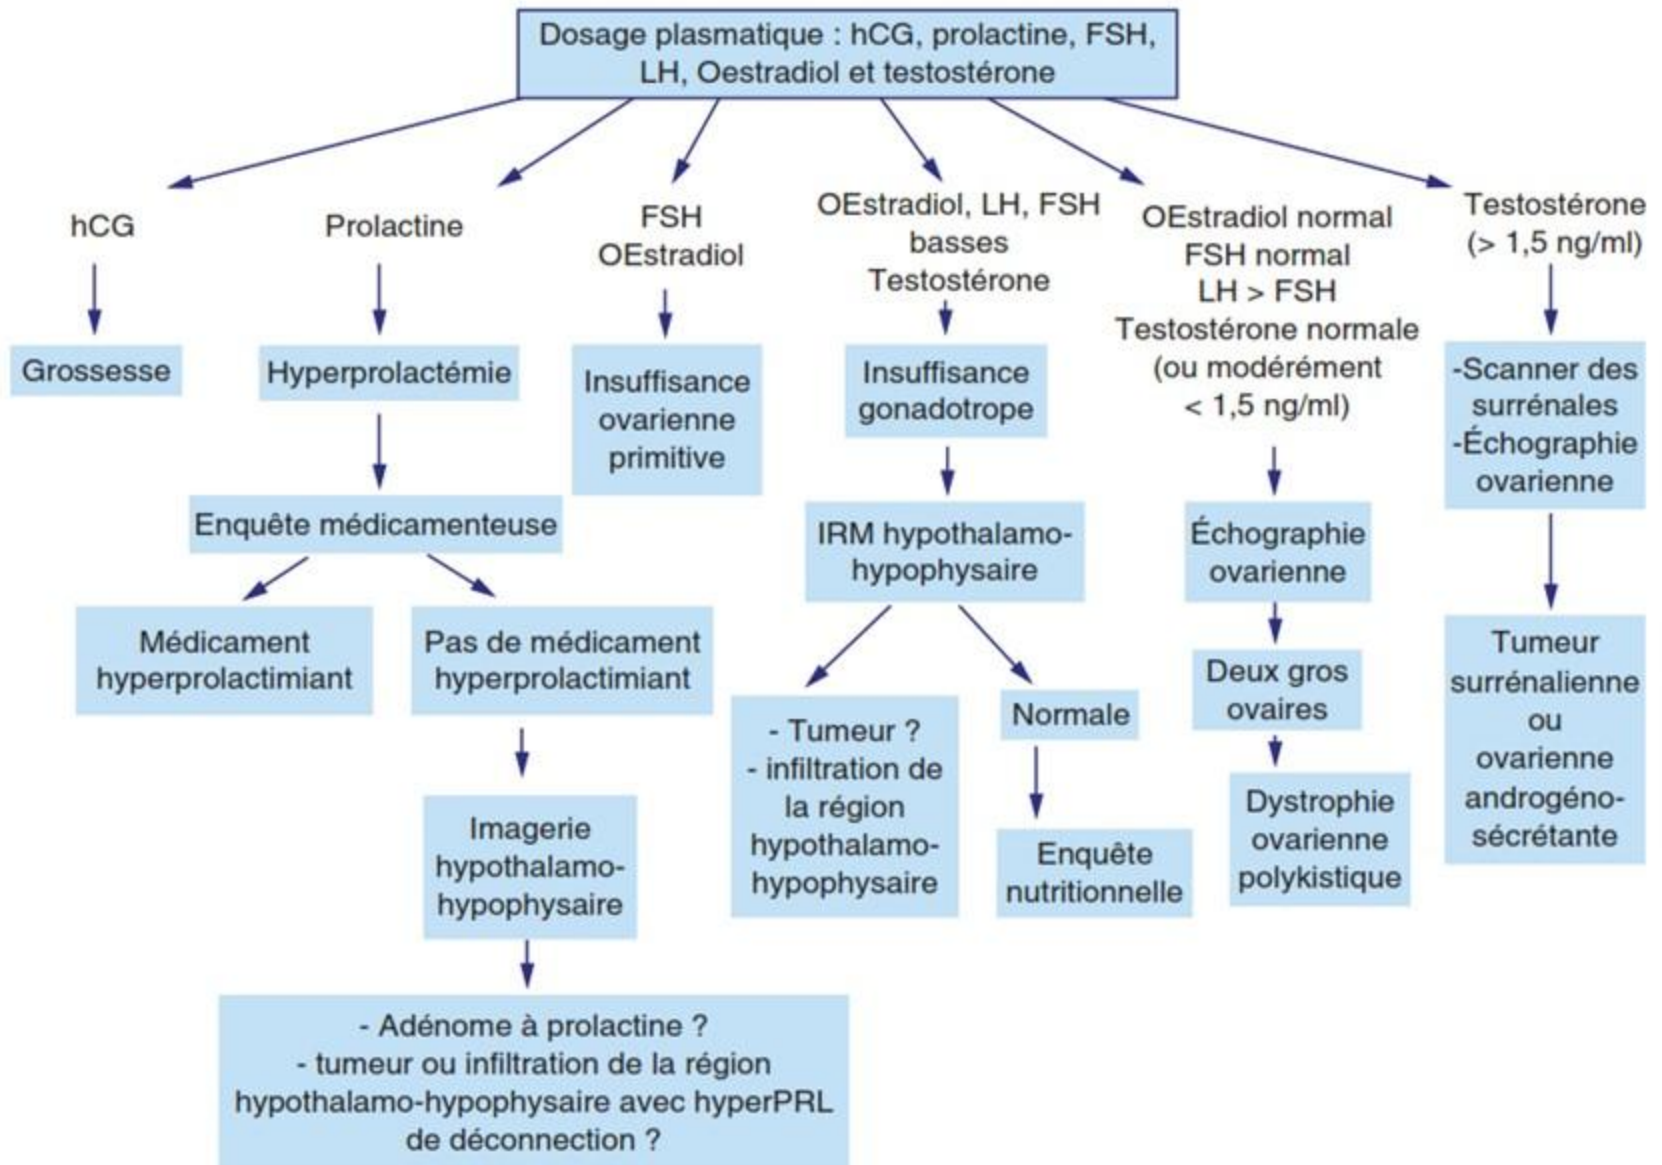 Dosage plasmatique : hCG, prolactine, FSH,
LH, Oestradiol et testostérone
hCG
Grossesse
Prolactine
Hyperprolactémie
Enquête médicamenteuse
Médicament
hyperprolactimiant
Pas de médicament
hyperprolactimiant
Imagerie
hypothalamo-
hypophysaire
- Adénome à prolactine ?
- tumeur ou infiltration de la région
hypothalamo-hypophysaire avec hyperPRL
de déconnection ?
FSH
OEstradiol
Insuffisance
ovarienne
primitive
OEstradiol, LH, FSH
basses
Testostérone
Insuffisance
gonadotrope
IRM hypothalamo-
hypophysaire
- Tumeur ?
- infiltration de
la région
hypothalamo-
hypophysaire
Normale
Enquête
nutritionnelle
OEstradiol normal
FSH normal
LH > FSH
Testostérone normale
(ou modérément
< 1,5 ng/ml)
Échographie
ovarienne
Deux gros
ovaires
Dystrophie
ovarienne
polykistique
Testostérone
(> 1,5 ng/ml)
-Scanner des
surrénales
-Échographie
ovarienne
Tumeur
surrénalienne
ou
ovarienne
androgéno-
sécrétante